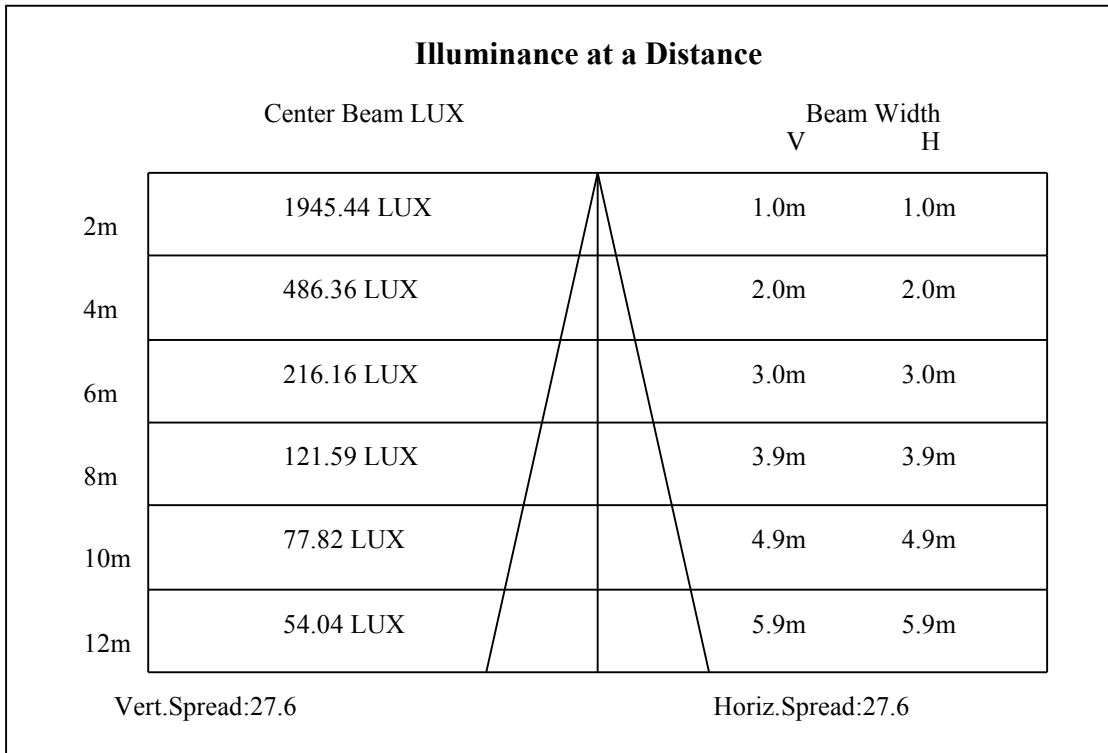 Illuminance at a Distance
Center Beam LUX Beam Width
V H
2m 1945.44 LUX 1.0m 1.0m
4m 486.36 LUX 2.0m 2.0m
6m 216.16 LUX 3.0m 3.0m
8m 121.59 LUX 3.9m 3.9m
10m 77.82 LUX 4.9m 4.9m
12m 54.04 LUX 5.9m 5.9m
Vert.Spread:27.6 Horiz.Spread:27.6